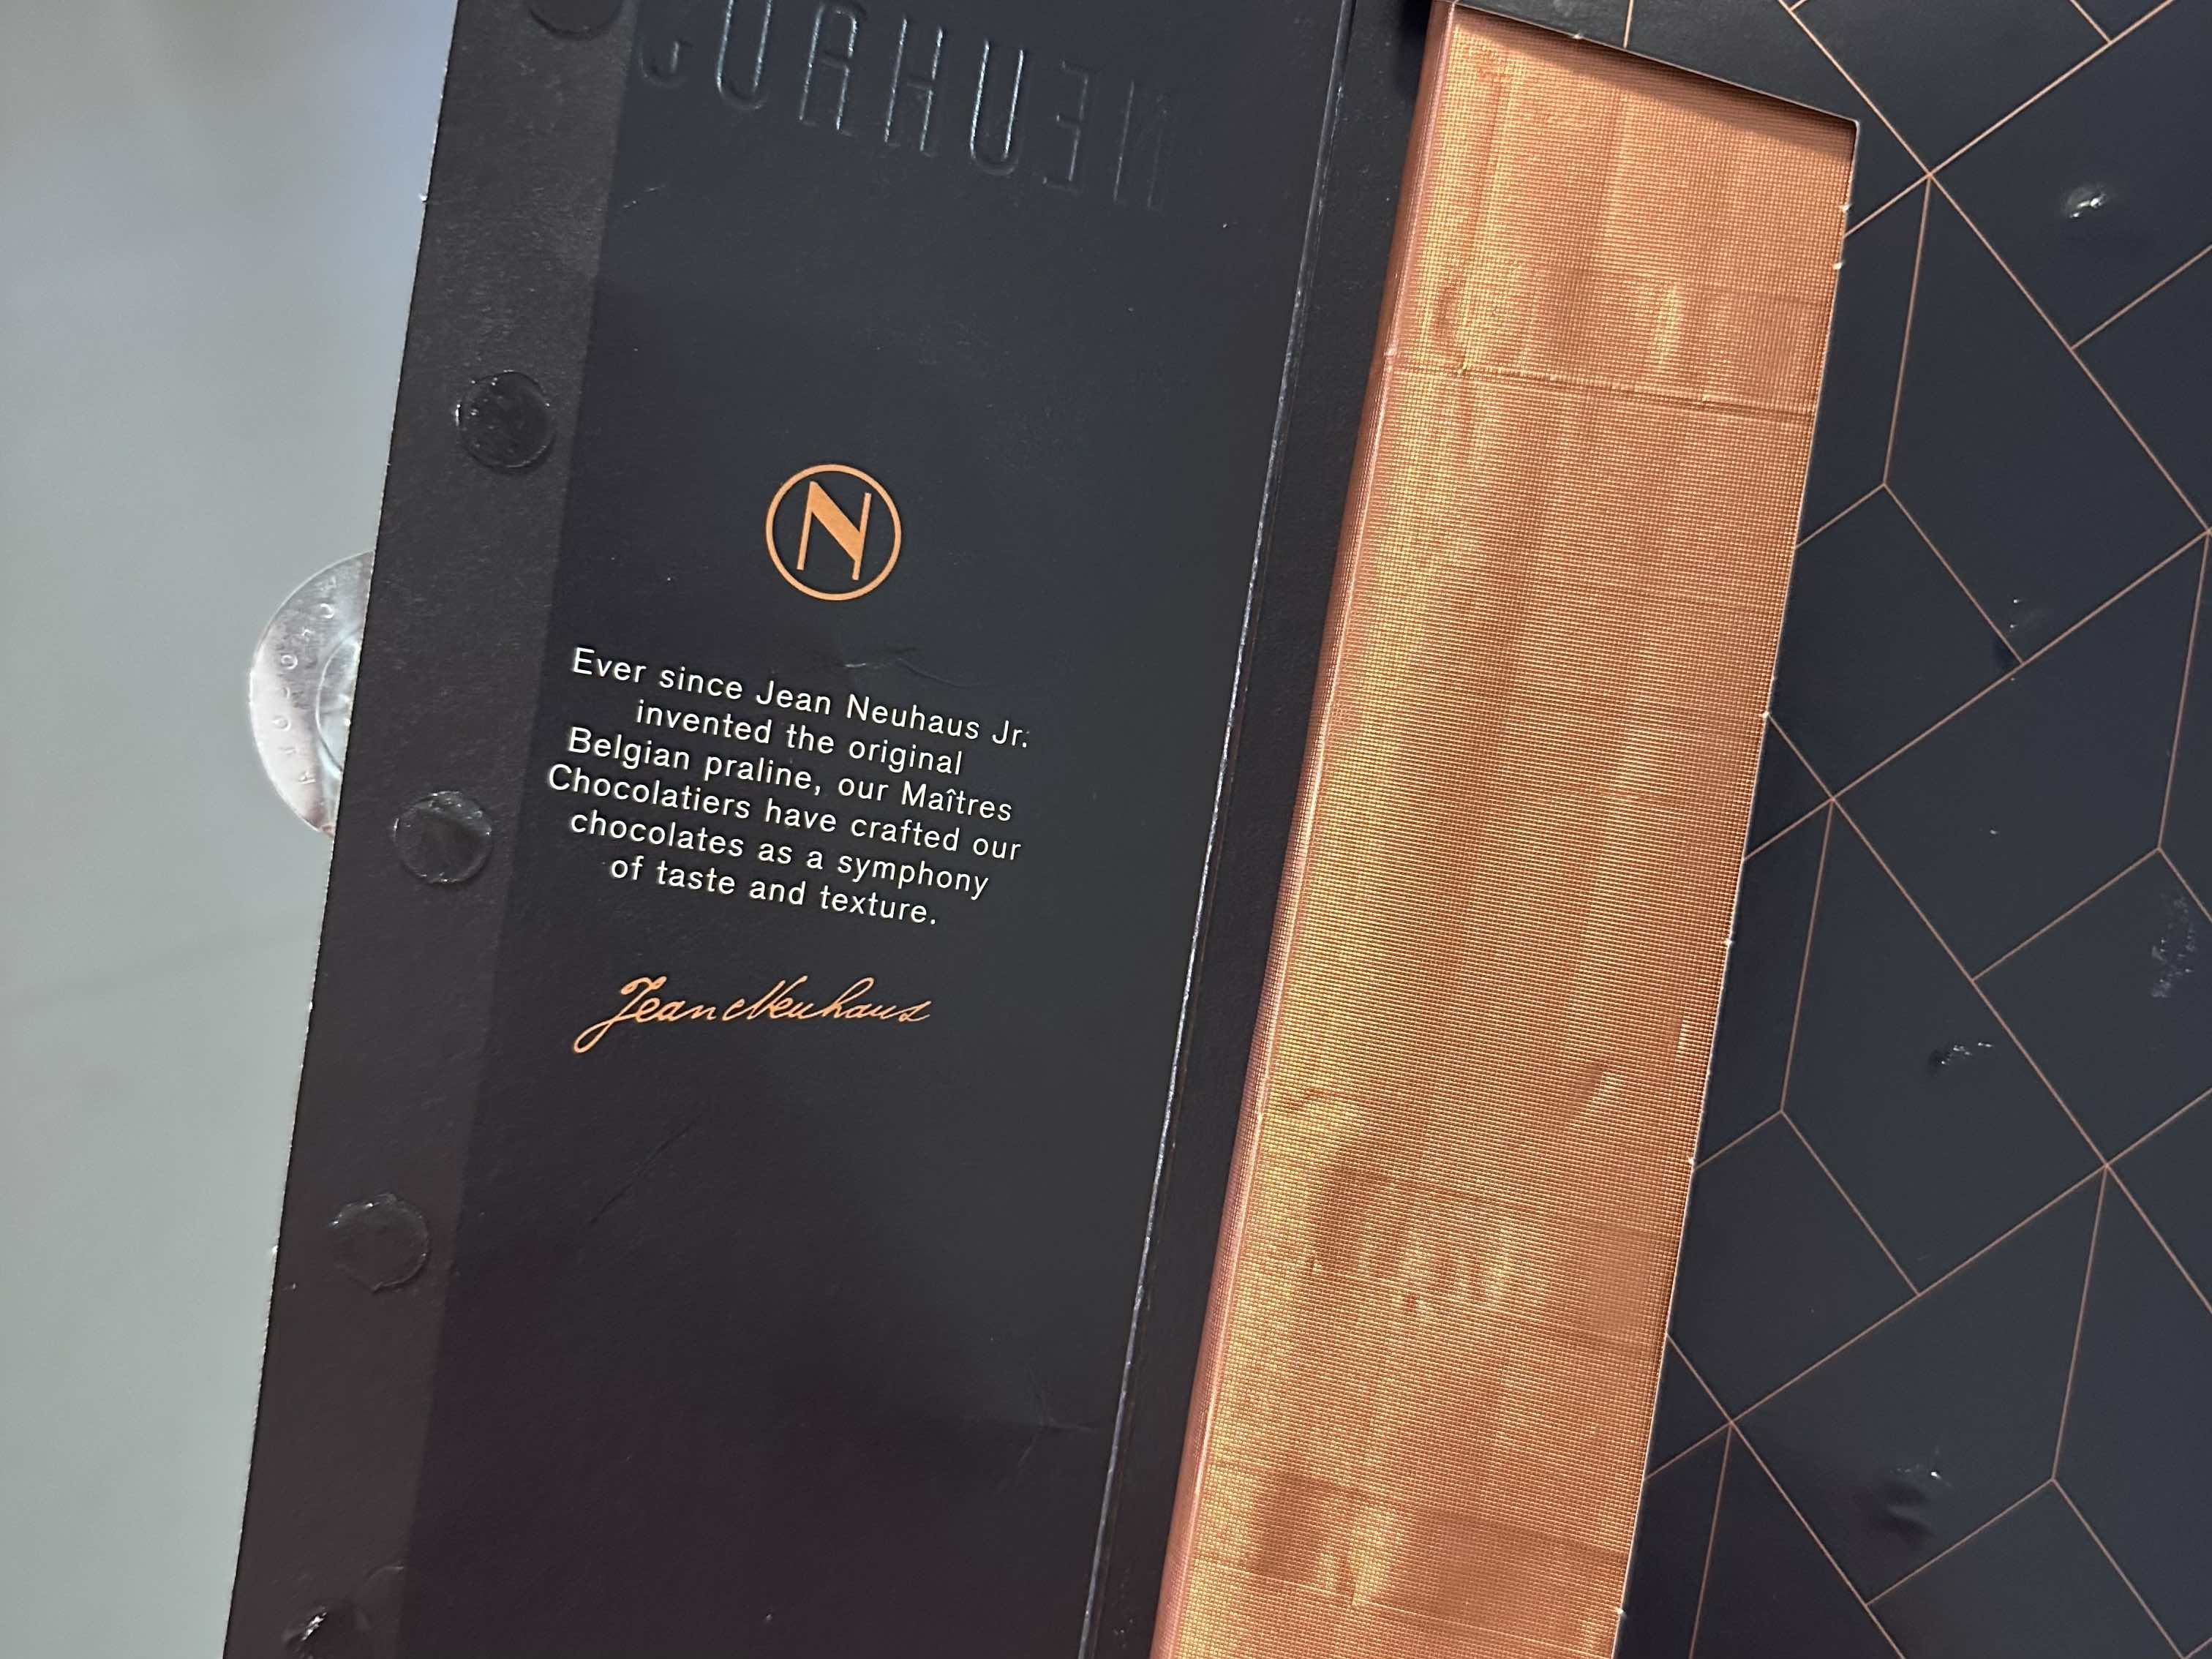 NEUHAUS
N
Ever since Jean Neuhaus Jr.
invented the original
Belgian praline, our Maîtres
Chocolatiers have crafted our
chocolates as a symphony
of taste and texture.
Jean Neuhaus